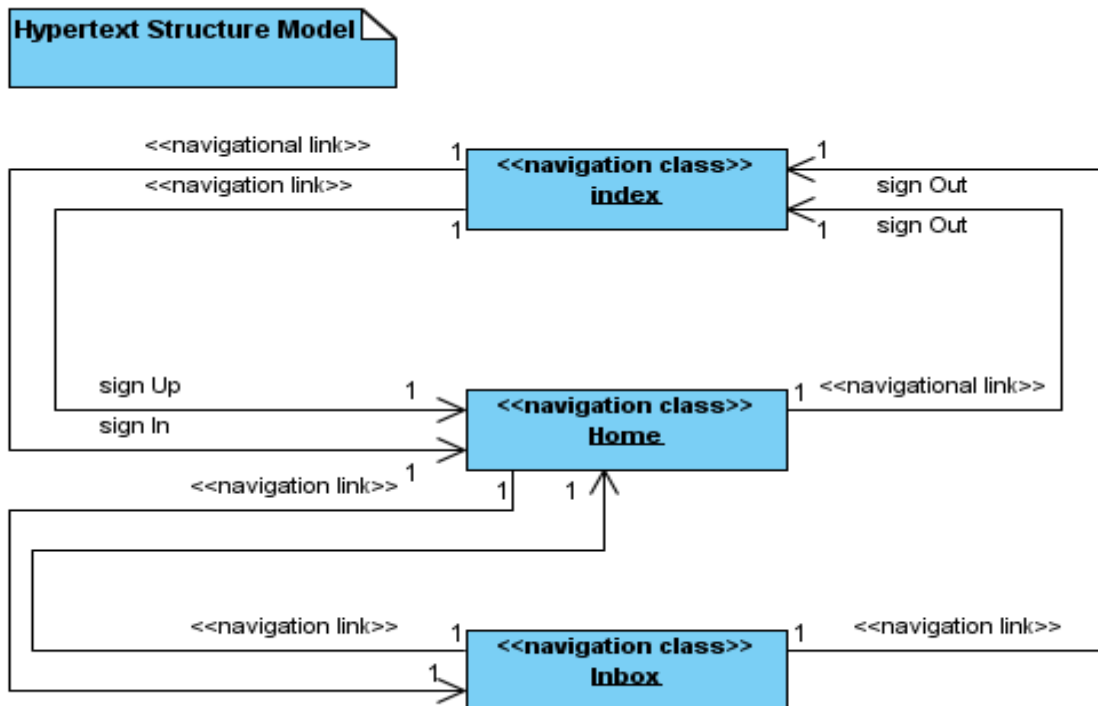 Hypertext Structure Model
<<navigational link>>
1
<<navigation class>>
index
1
sign Out
<<navigation link>>
1
1
sign Out
sign Up
1
sign In
1
<<navigation class>>
Home
1
<<navigational link>>
<<navigation link>>
1
1
<<navigation link>>
1
1
<<navigation class>>
Inbox
1
<<navigation link>>